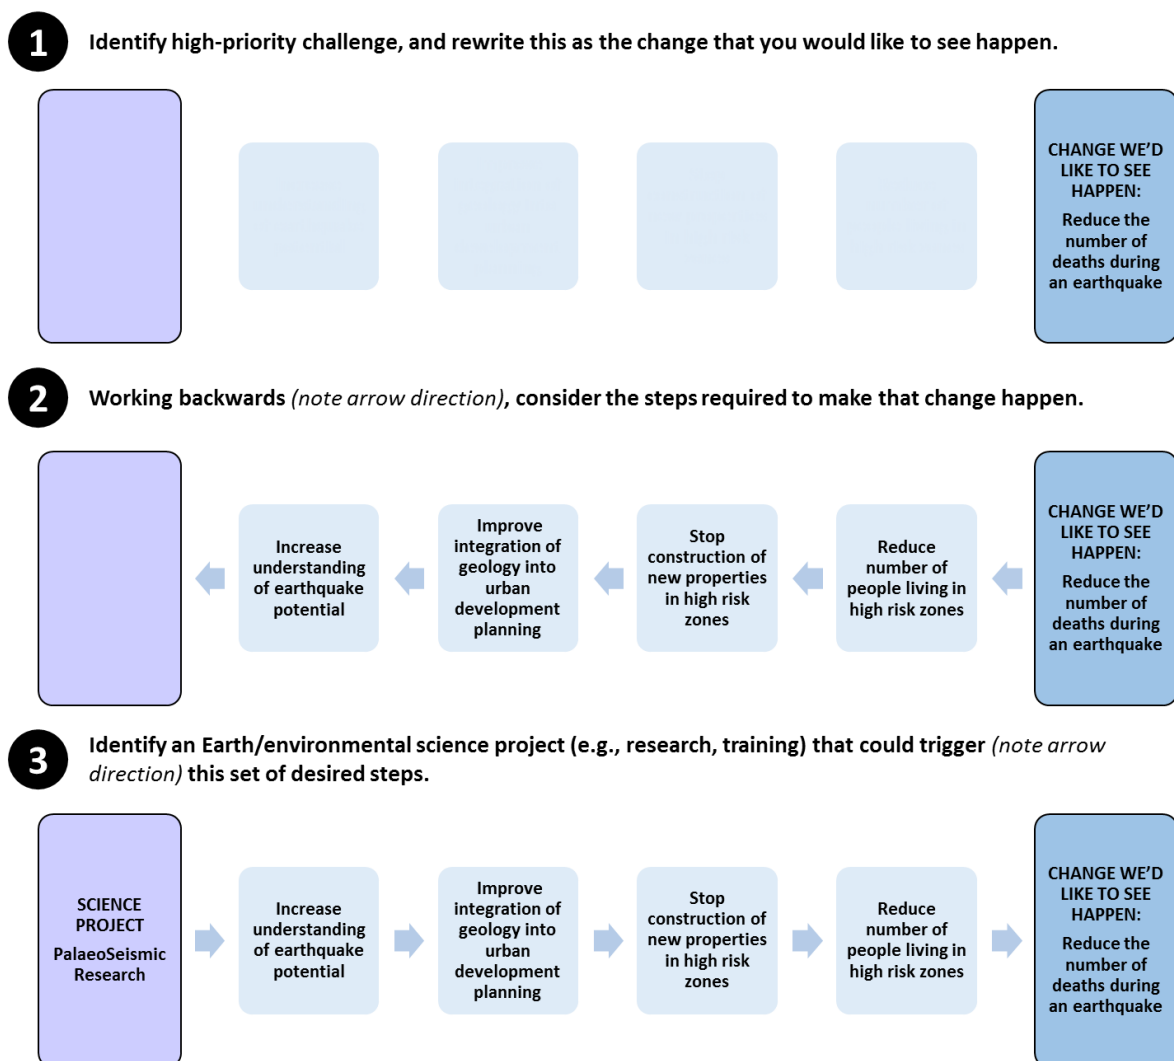 1
Identify high-priority challenge, and rewrite this as the change that you would like to see happen.
CHANGE WE'D
LIKE TO SEE
HAPPEN:
Reduce the
number of
deaths during
an earthquake
2
Working backwards (note arrow direction), consider the steps required to make that change happen.
Increase
understanding
of earthquake
potential
Improve
integration of
geology into
urban
development
planning
Stop
construction of
new properties
in high risk
zones
Reduce
number of
people living in
high risk zones
CHANGE WE'D
LIKE TO SEE
HAPPEN:
Reduce the
number of
deaths during
an earthquake
3
Identify an Earth/environmental science project (e.g., research, training) that could trigger (note arrow
direction) this set of desired steps.
SCIENCE
PROJECT
PalaeoSeismic
Research
Increase
understanding
of earthquake
potential
Improve
integration of
geology into
urban
development
planning
Stop
construction of
new properties
in high risk
zones
Reduce
number of
people living in
high risk zones
CHANGE WE'D
LIKE TO SEE
HAPPEN:
Reduce the
number of
deaths during
an earthquake